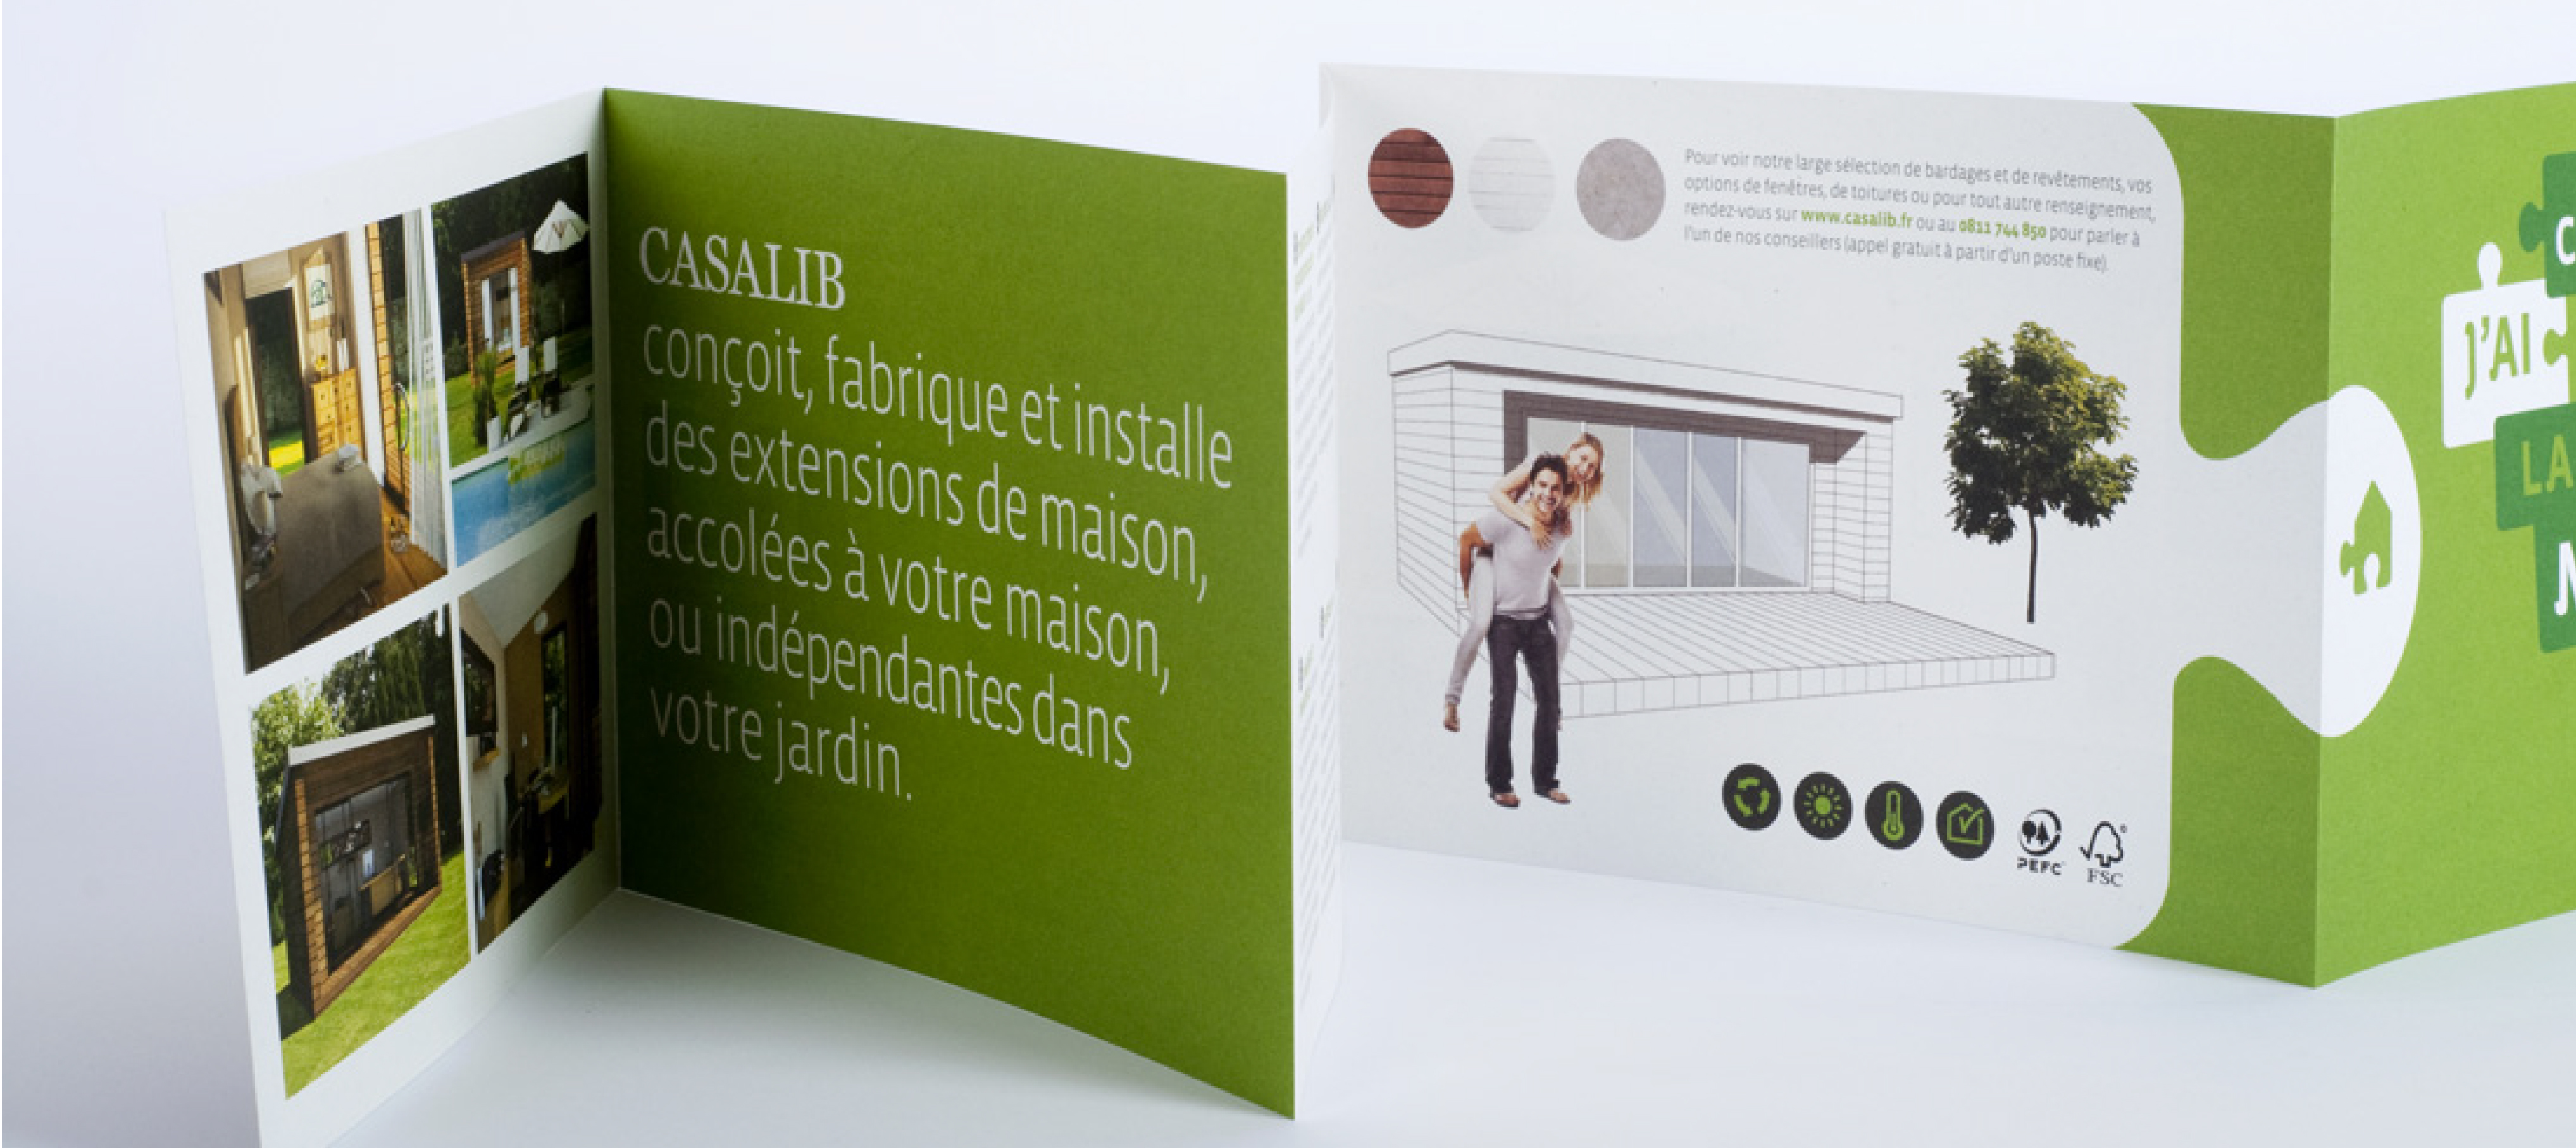 CASALIB
conçoit, fabrique et installe
des extensions de maison,
accolées à votre maison,
ou indépendantes dans
votre jardin.
Pour voir notre large sélection de bardages et de revêtements, vos
options de fenêtres, de toitures ou pour tout autre renseignement,
rendez-vous sur www.casalib.fr ou au 0811 744 850 pour parler à
l'un de nos conseillers (appel gratuit à partir d'un poste fixe).
PEFC
FSC
J'AI
LA